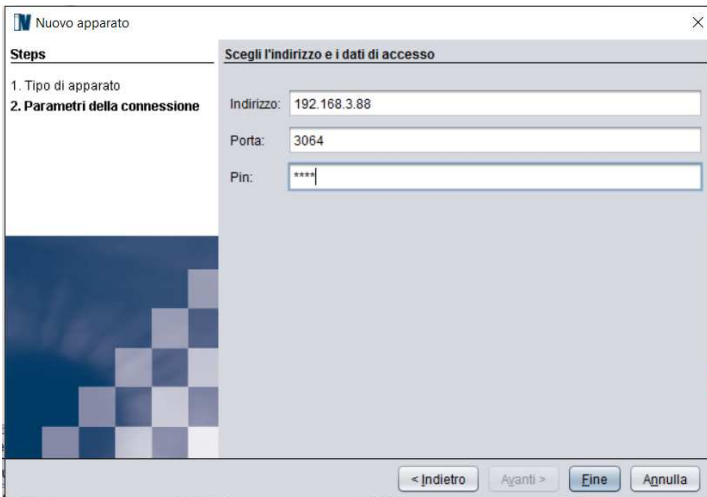 Nuovo apparato
Steps
1. Tipo di apparato
2. Parametri della connessione
Scegli l'indirizzo e i dati di accesso
Indirizzo: 192.168.3.88
Porta: 3064
Pin: ****
< Indietro Avanti > Fine Annulla